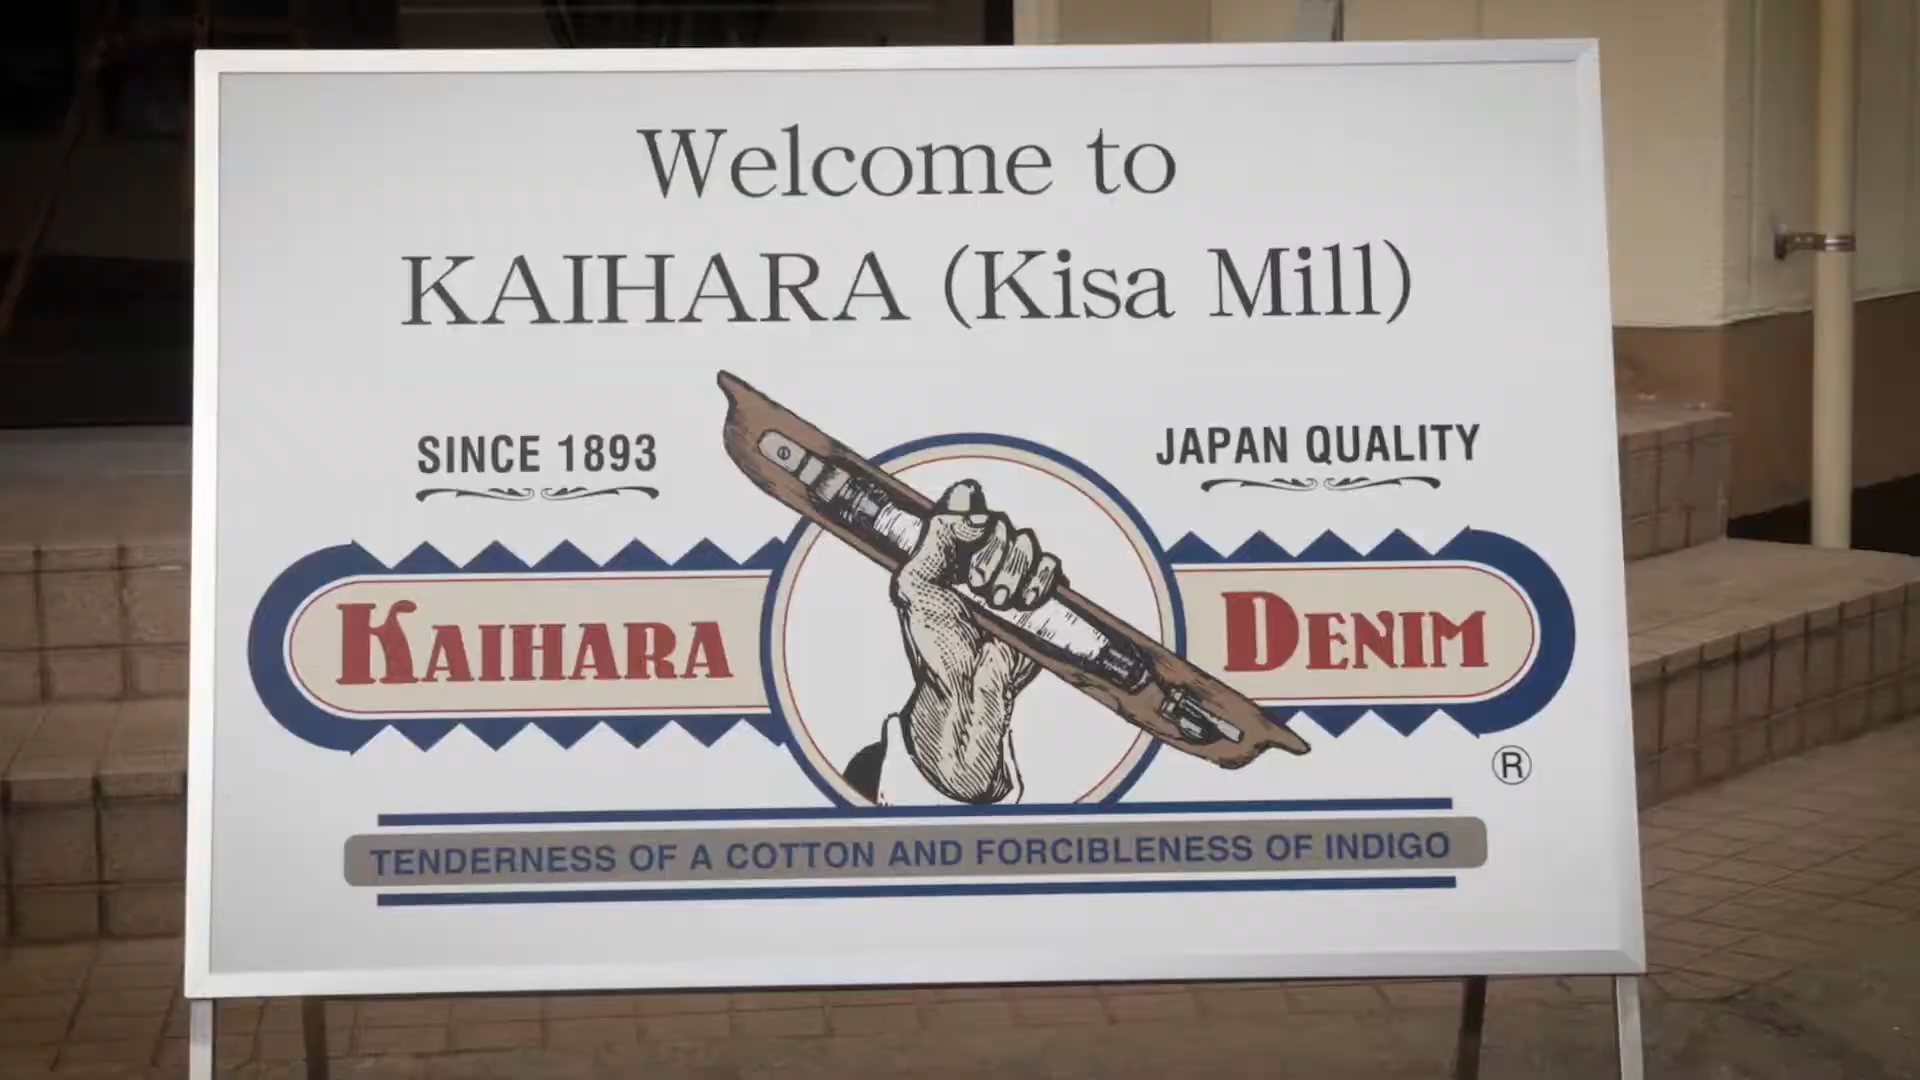 Welcome to
KAIHARA (Kisa Mill)
SINCE 1893
JAPAN QUALITY
KAIHARA DENIM
®
TENDERNESS OF A COTTON AND FORCIBLENESS OF INDIGO